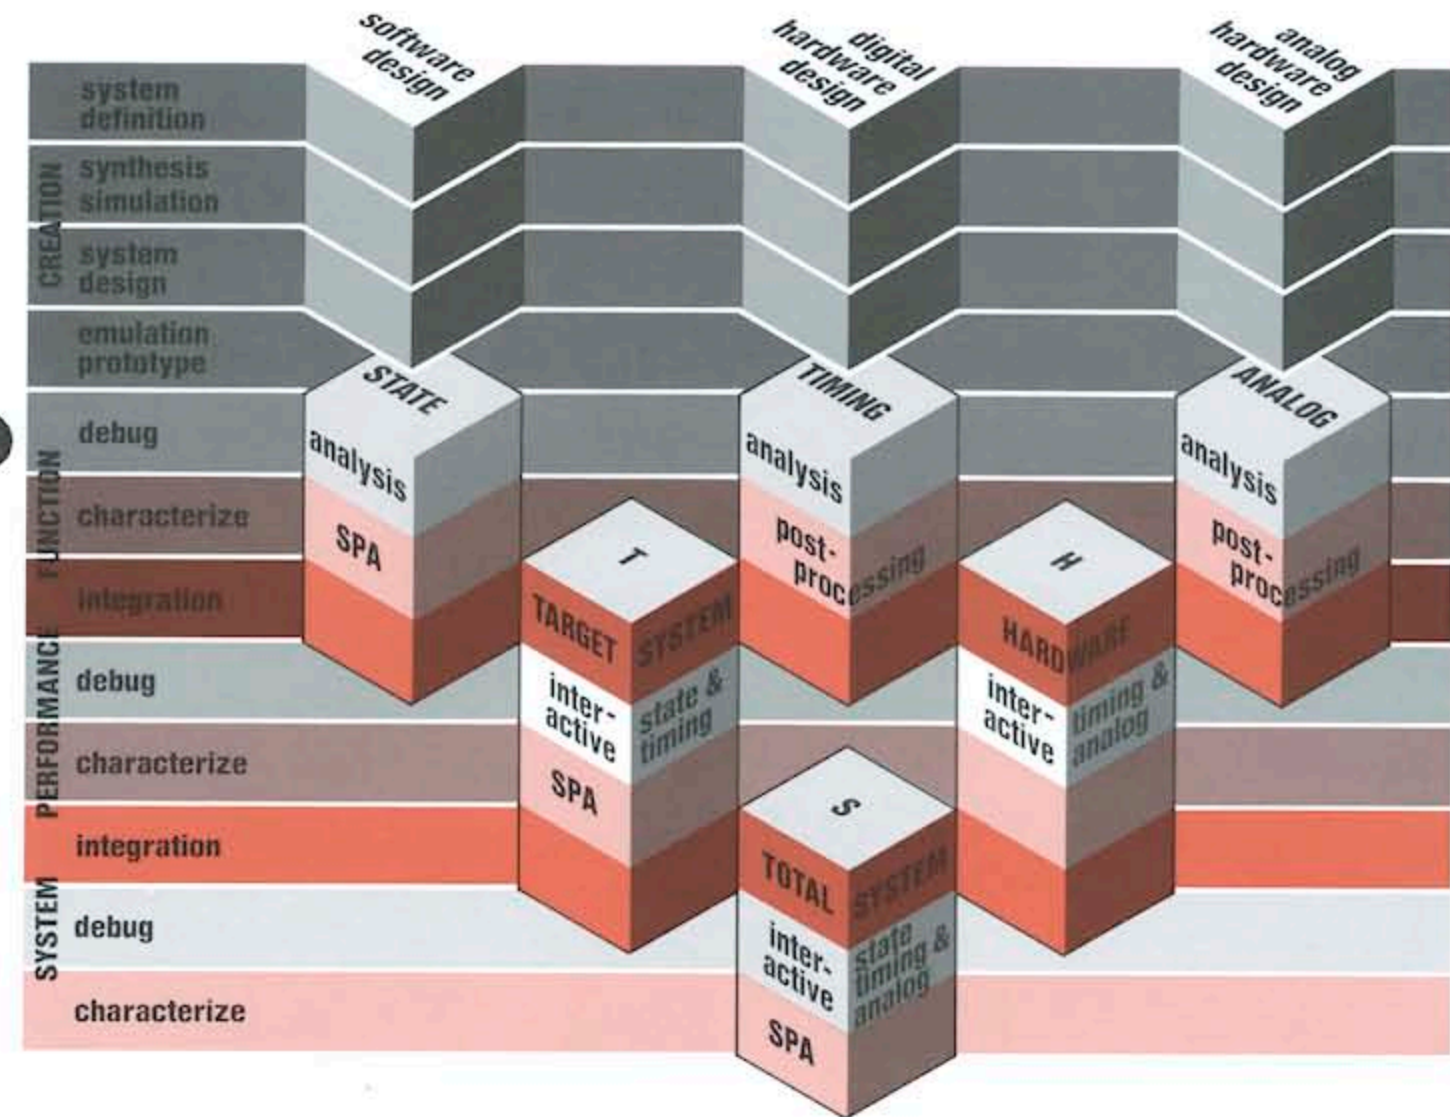 software
design
digital
hardware
design
analog
hardware
design
CREATION
system
definition
synthesis
simulation
system
design
emulation
prototype
FUNCTION
debug
characterize
integration
PERFORMANCE
debug
characterize
integration
SYSTEM
debug
characterize
STATE
analysis
SPA
TIMING
analysis
post-
processing
ANALOG
analysis
post-
processing
T
TARGET SYSTEM
inter-
active
state &
timing
SPA
H
HARDWARE
inter-
active
timing &
analog
S
TOTAL SYSTEM
inter-
active
state
timing &
analog
SPA